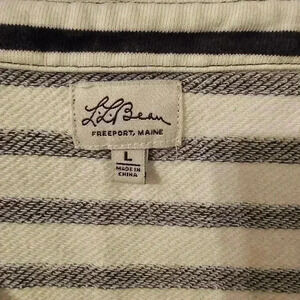 L.L.Bean
FREEPORT, MAINE
L
MADE IN
CHINA